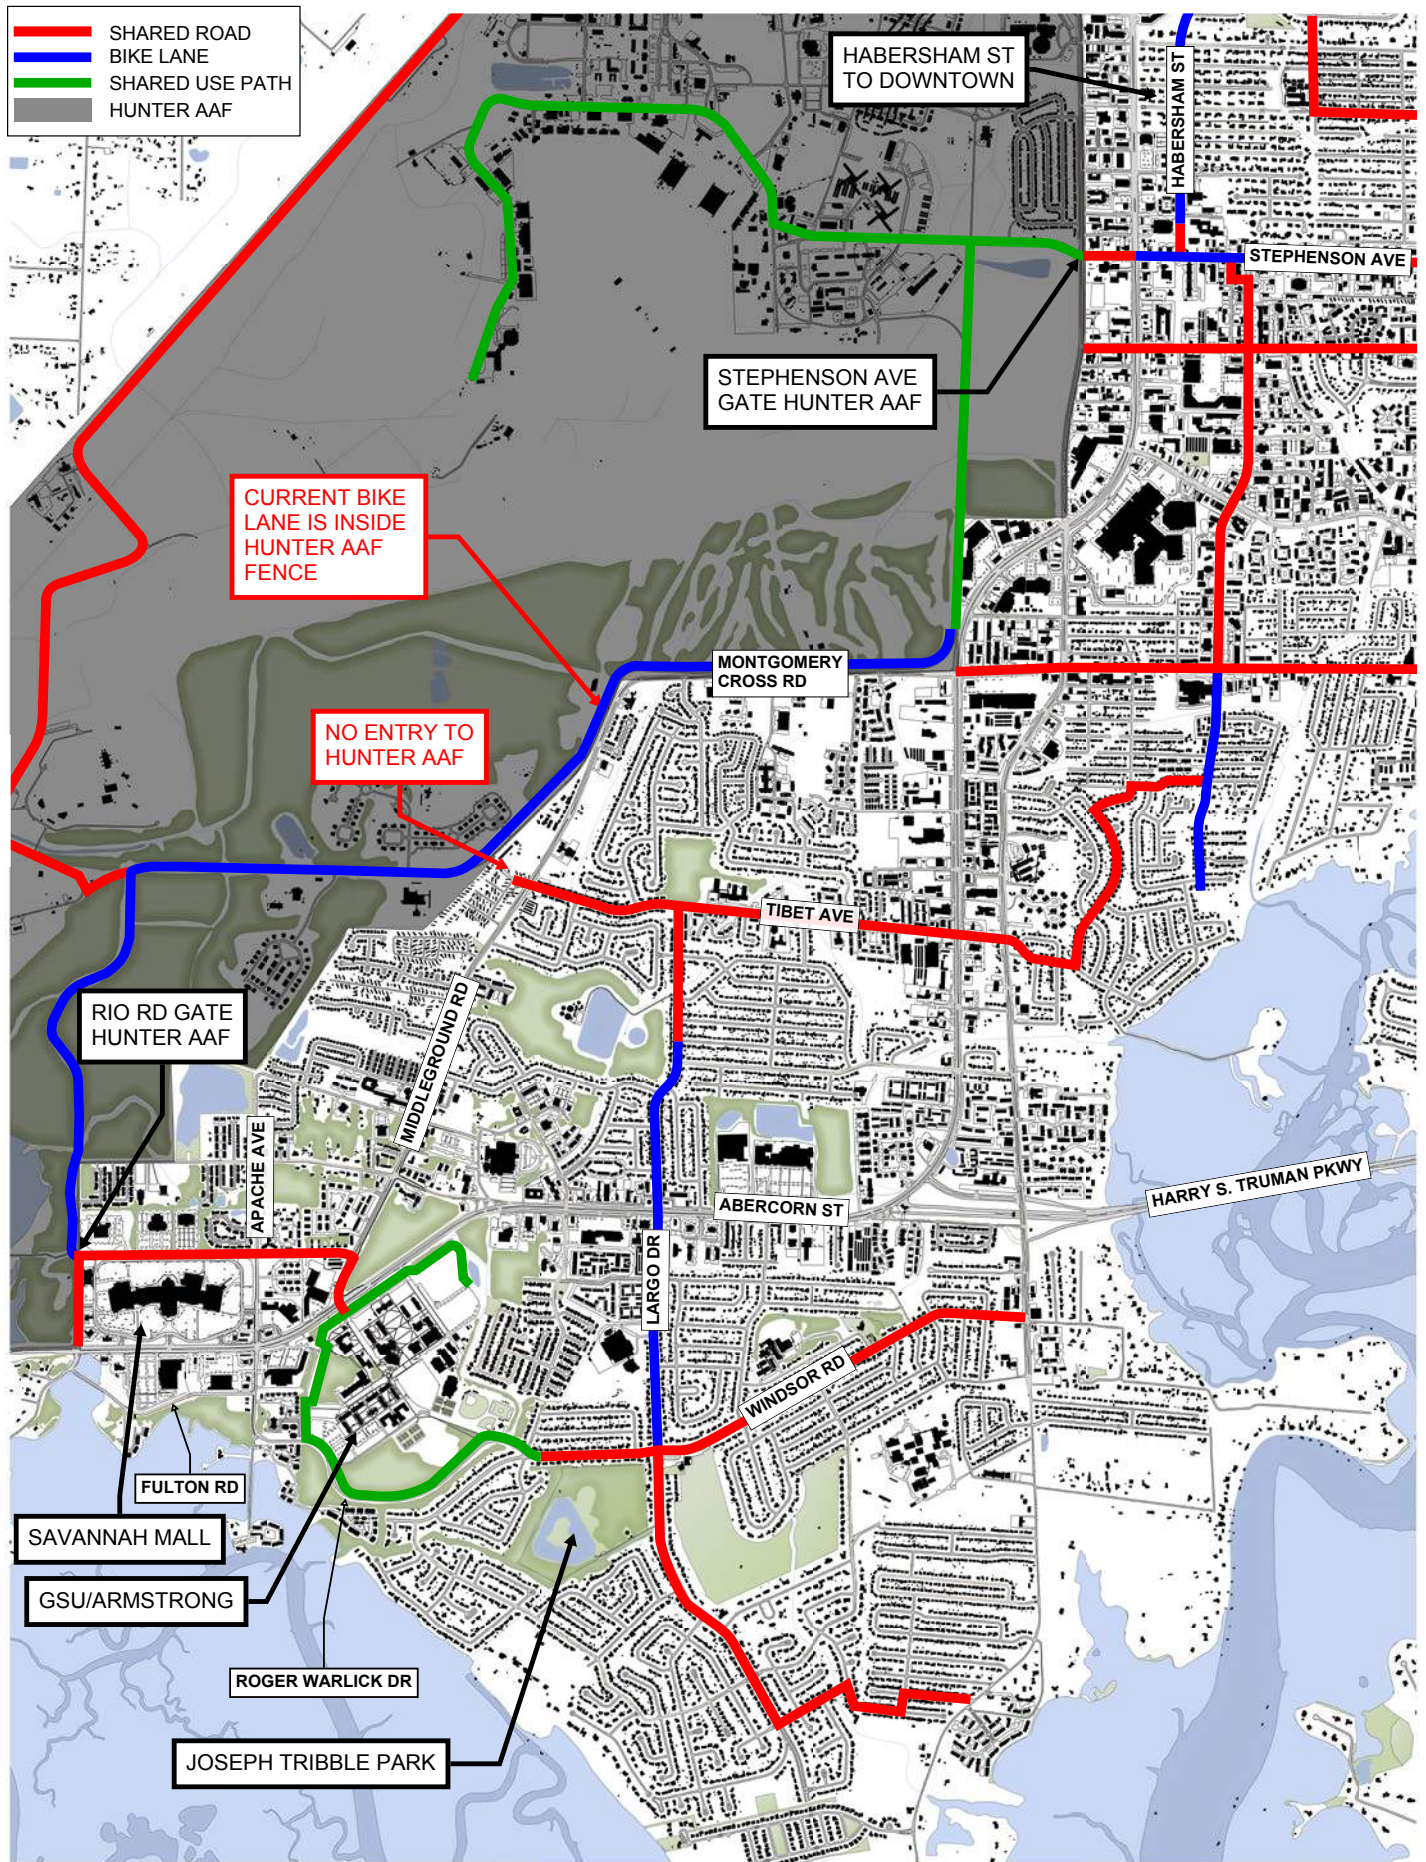 SHARED ROAD
BIKE LANE
SHARED USE PATH
HUNTER AAF
HABERSHAM ST
TO DOWNTOWN
HABERSHAM ST
STEPHENSON AVE
STEPHENSON AVE
GATE HUNTER AAF
CURRENT BIKE
LANE IS INSIDE
HUNTER AAF
FENCE
MONTGOMERY
CROSS RD
NO ENTRY TO
HUNTER AAF
TIBET AVE
RIO RD GATE
HUNTER AAF
MIDDLEGROUND RD
APACHE AVE
HARRY S. TRUMAN PKWY
ABERCORN ST
LARGO DR
WINDSOR RD
FULTON RD
SAVANNAH MALL
GSU/ARMSTRONG
ROGER WARLICK DR
JOSEPH TRIBBLE PARK